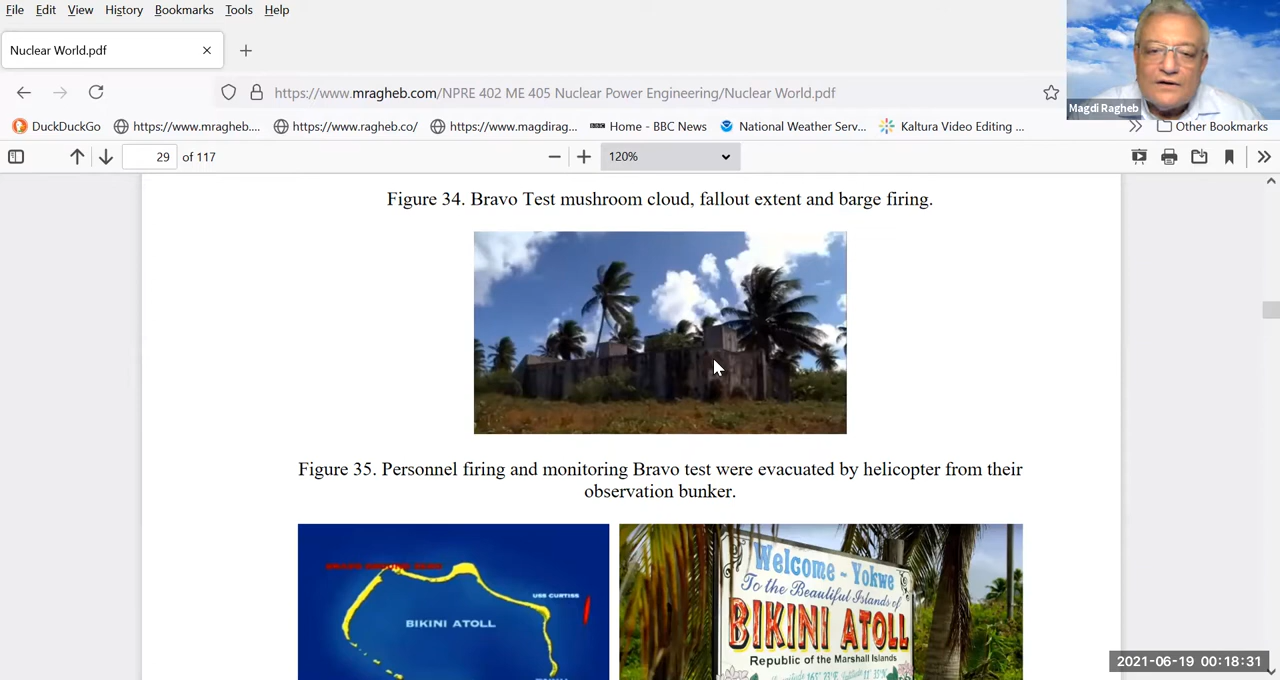 File Edit View History Bookmarks Tools Help
Nuclear World.pdf
https://www.mragheb.com/NPRE 402 ME 405 Nuclear Power Engineering/Nuclear World.pdf
Magdi Ragheb
DuckDuckGo https://www.mragheb.... https://www.ragheb.co/ https://www.magdirag... BBC Home - BBC News National Weather Serv... Kaltura Video Editing ... Other Bookmarks
29 of 117 120%
Figure 34. Bravo Test mushroom cloud, fallout extent and barge firing.
Figure 35. Personnel firing and monitoring Bravo test were evacuated by helicopter from their
observation bunker.
USS CURTISS
BIKINI ATOLL
Welcome - Yokwe
To the Beautiful Islands of
BIKINI ATOLL
Republic of the Marshall Islands
2021-06-19 00:18:31